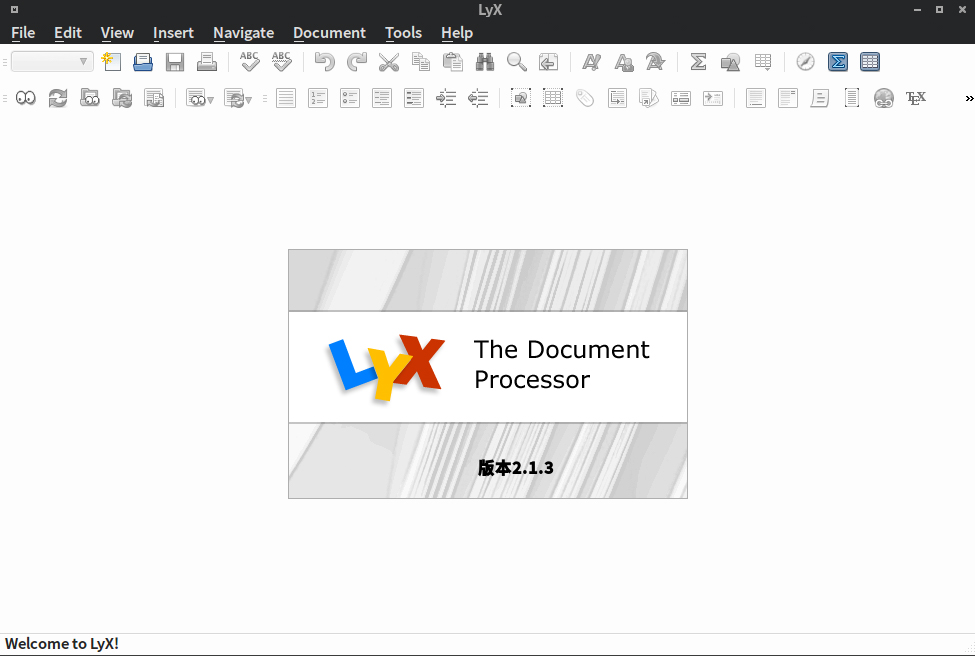 LyX
File Edit View Insert Navigate Document Tools Help
ABC ABC
TEX
»
LyX The Document
Processor
版本2.1.3
Welcome to LyX!